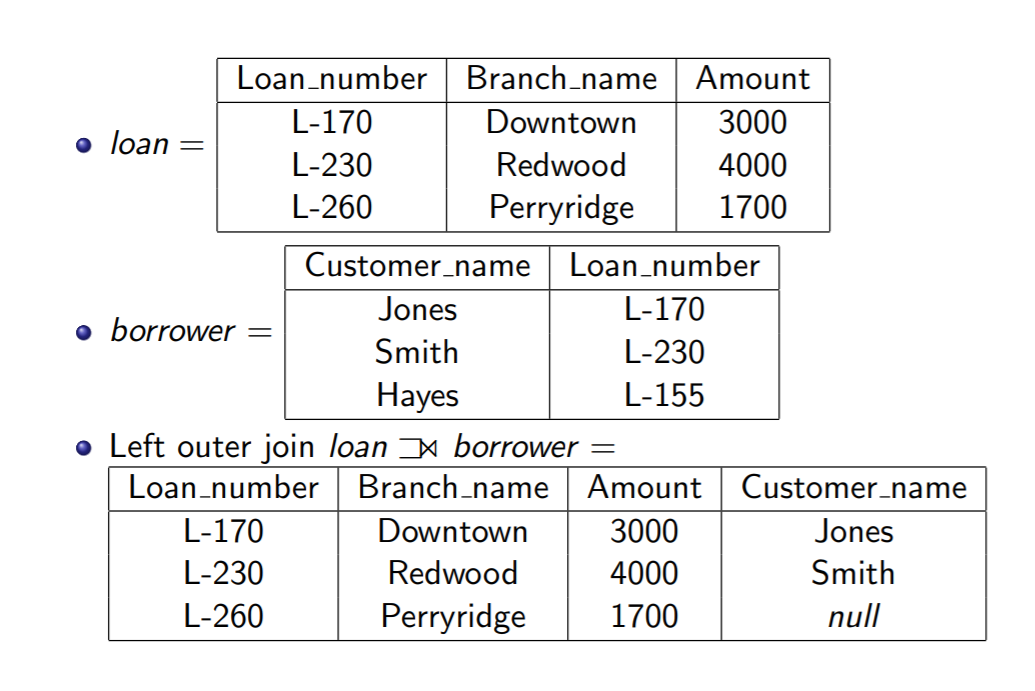 Loan_number Branch_name Amount
L-170 Downtown 3000
loan =
L-230 Redwood 4000
L-260 Perryridge 1700
Customer_name Loan_number
Jones L-170
borrower =
Smith L-230
Hayes L-155
Left outer join loan ⟕ borrower =
Loan_number Branch_name Amount Customer_name
L-170 Downtown 3000 Jones
L-230 Redwood 4000 Smith
L-260 Perryridge 1700 null